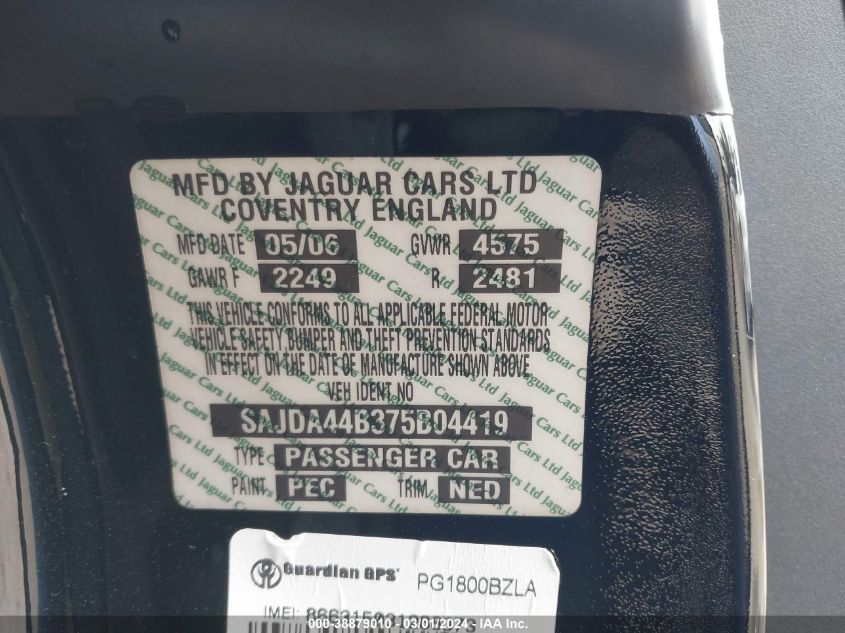 MFD BY JAGUAR CARS LTD
COVENTRY ENGLAND
MFD DATE 05/06 GVWR 4575
GAWR F 2249 R 2481
THIS VEHICLE CONFORMS TO ALL APPLICABLE FEDERAL MOTOR
VEHICLE SAFETY BUMPER AND THEFT PREVENTION STANDARDS
IN EFFECT ON THE DATE OF MANUFACTURE SHOWN ABOVE
VEH IDENT NO
SAJDA44B375B04419
TYPE PASSENGER CAR
PAINT PEC TRIM NED
Guardian GPS PG1800BZLA
IMEI:
000-38879010 - 03/01/2024 -